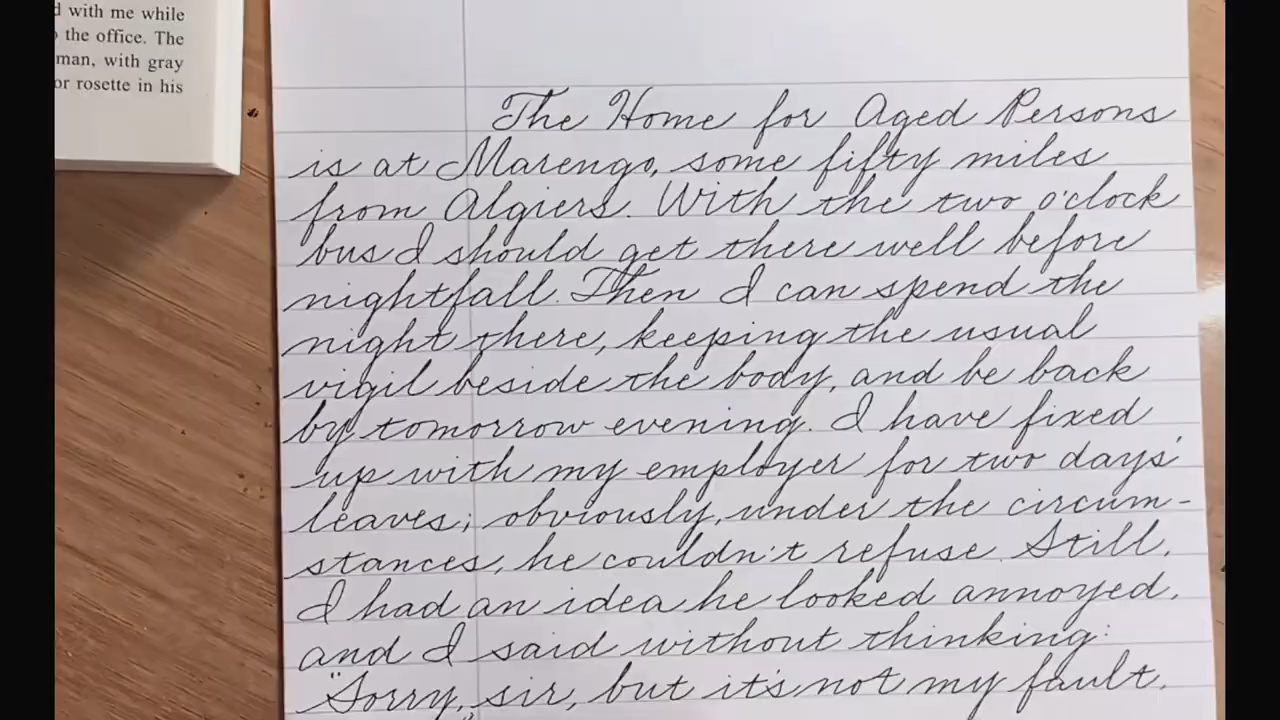 d with me while
the office. The
man, with gray
or rosette in his
The Home for Aged Persons
is at Marengo, some fifty miles
from Algiers. With the two o'clock
bus I should get there well before
nightfall. Then I can spend the
night there, keeping the usual
vigil beside the body, and be back
by tomorrow evening. I have fixed
up with my employer for two days'
leaves; obviously, under the circum-
stances, he couldn't refuse. Still,
I had an idea he looked annoyed,
and I said without thinking:
"Sorry, sir, but it's not my fault,